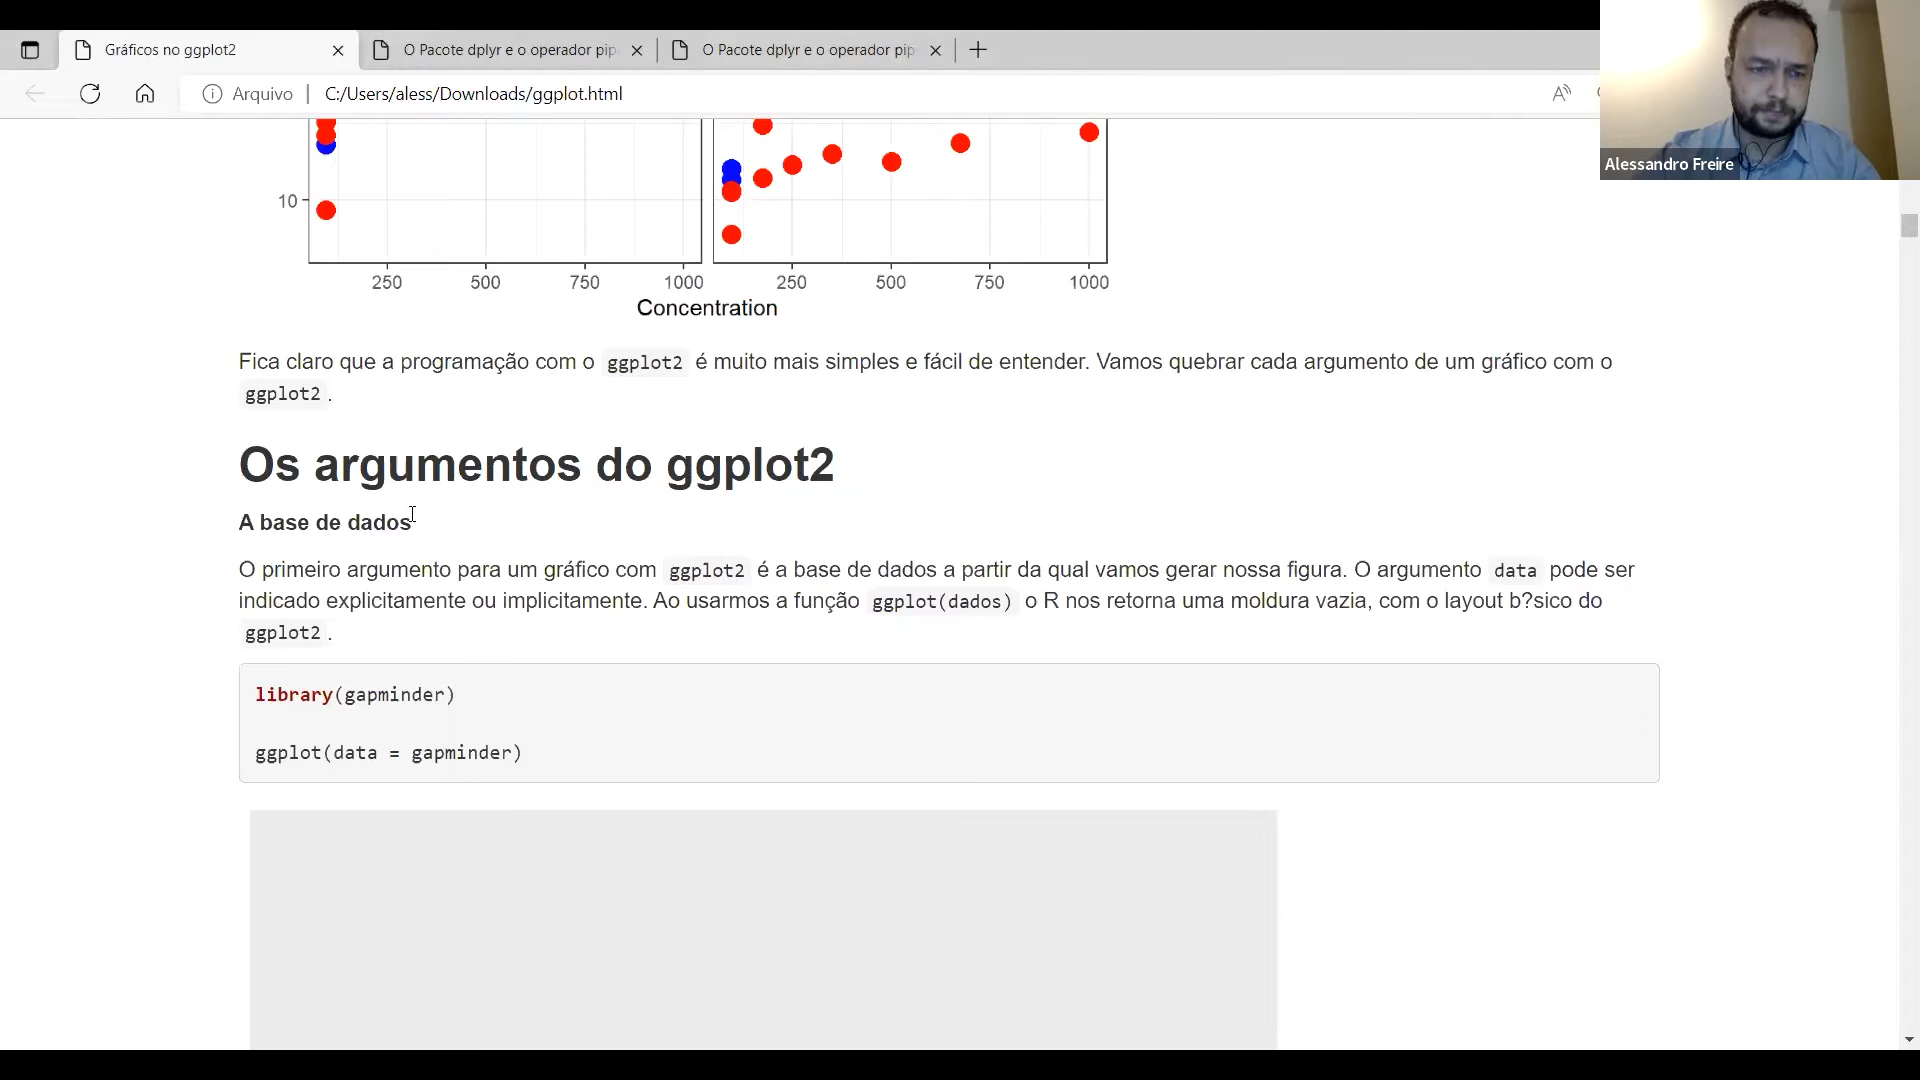 Gráficos no ggplot2
O Pacote dplyr e o operador pip
O Pacote dplyr e o operador pip
Arquivo
C:/Users/aless/Downloads/ggplot.html
Alessandro Freire
10
250 500 750 1000 250 500 750 1000
Concentration
Fica claro que a programação com o ggplot2 é muito mais simples e fácil de entender. Vamos quebrar cada argumento de um gráfico com o
ggplot2 .
Os argumentos do ggplot2
A base de dados
O primeiro argumento para um gráfico com ggplot2 é a base de dados a partir da qual vamos gerar nossa figura. O argumento data pode ser
indicado explicitamente ou implicitamente. Ao usarmos a função ggplot(dados) o R nos retorna uma moldura vazia, com o layout b?sico do
ggplot2 .
library(gapminder)
ggplot(data = gapminder)